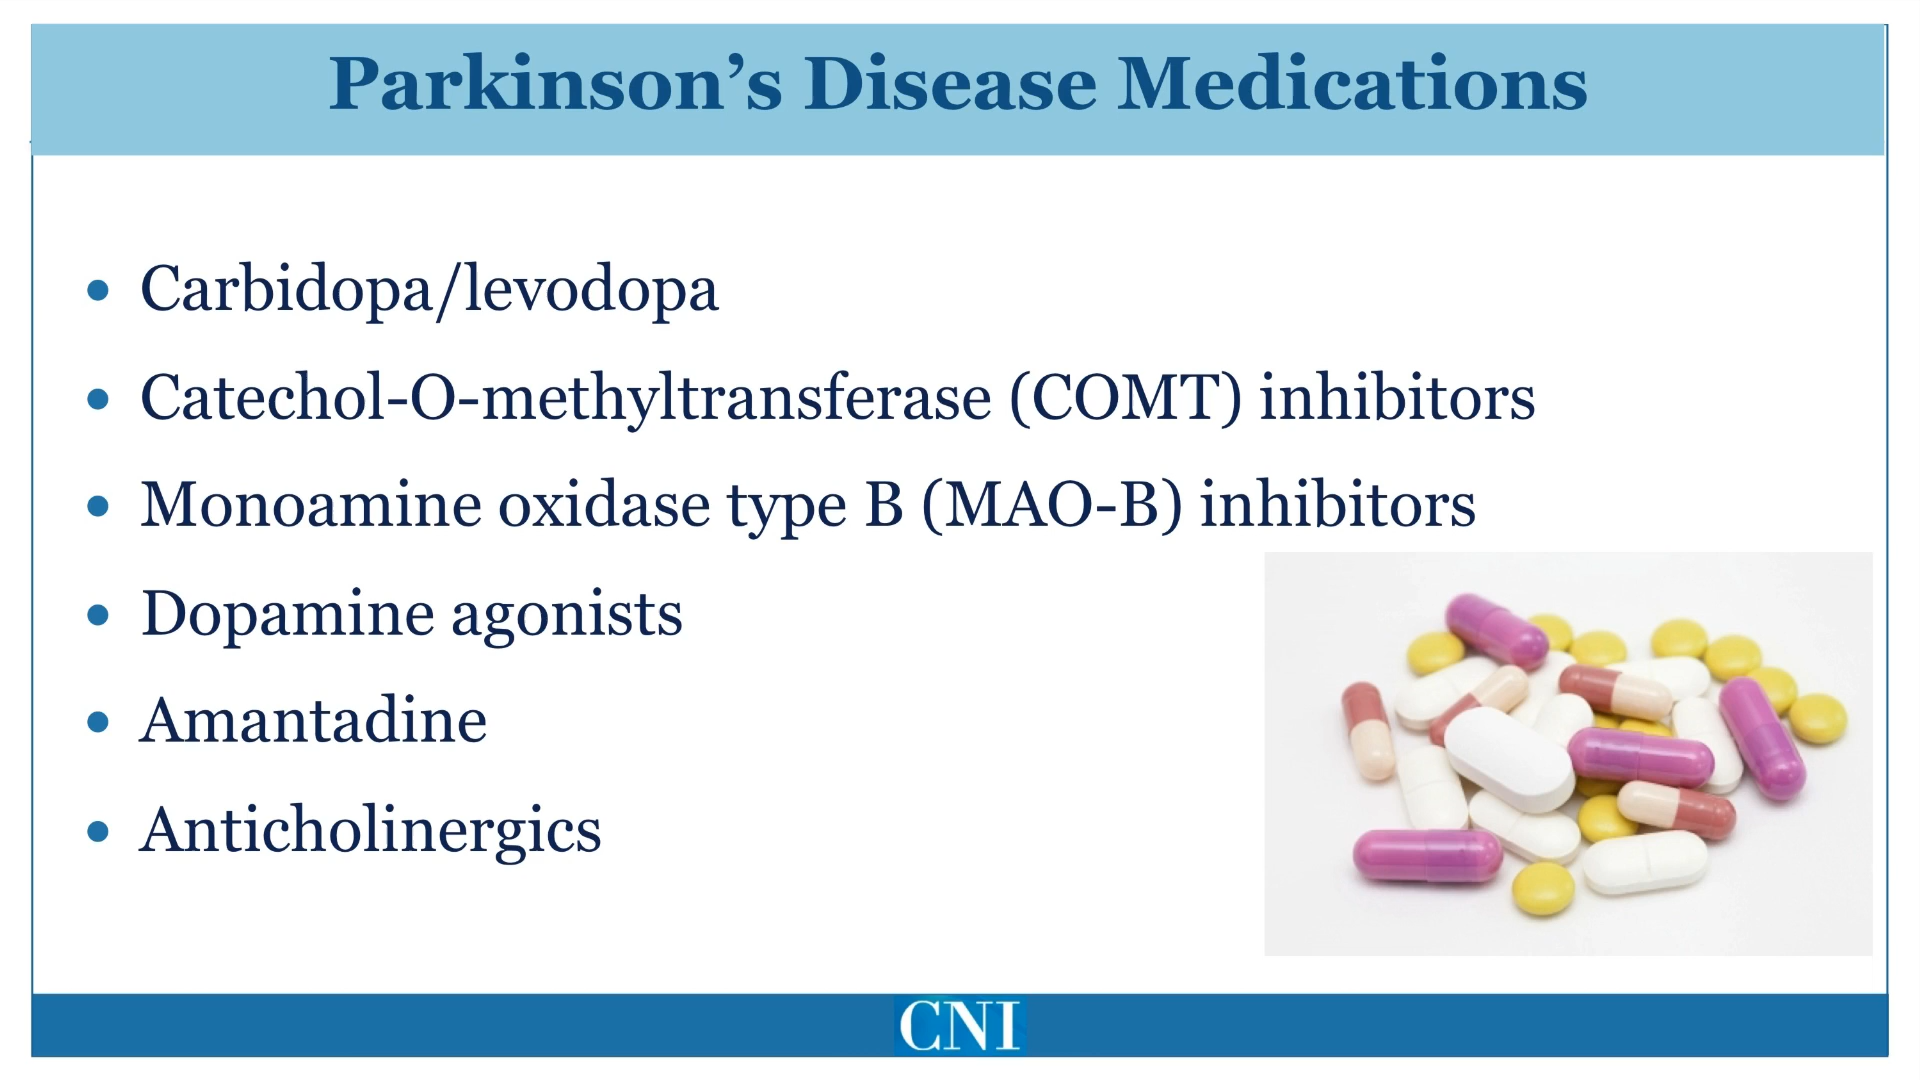 Parkinson’s Disease Medications
• Carbidopa/levodopa
• Catechol-O-methyltransferase (COMT) inhibitors
• Monoamine oxidase type B (MAO-B) inhibitors
• Dopamine agonists
• Amantadine
• Anticholinergics
CNI